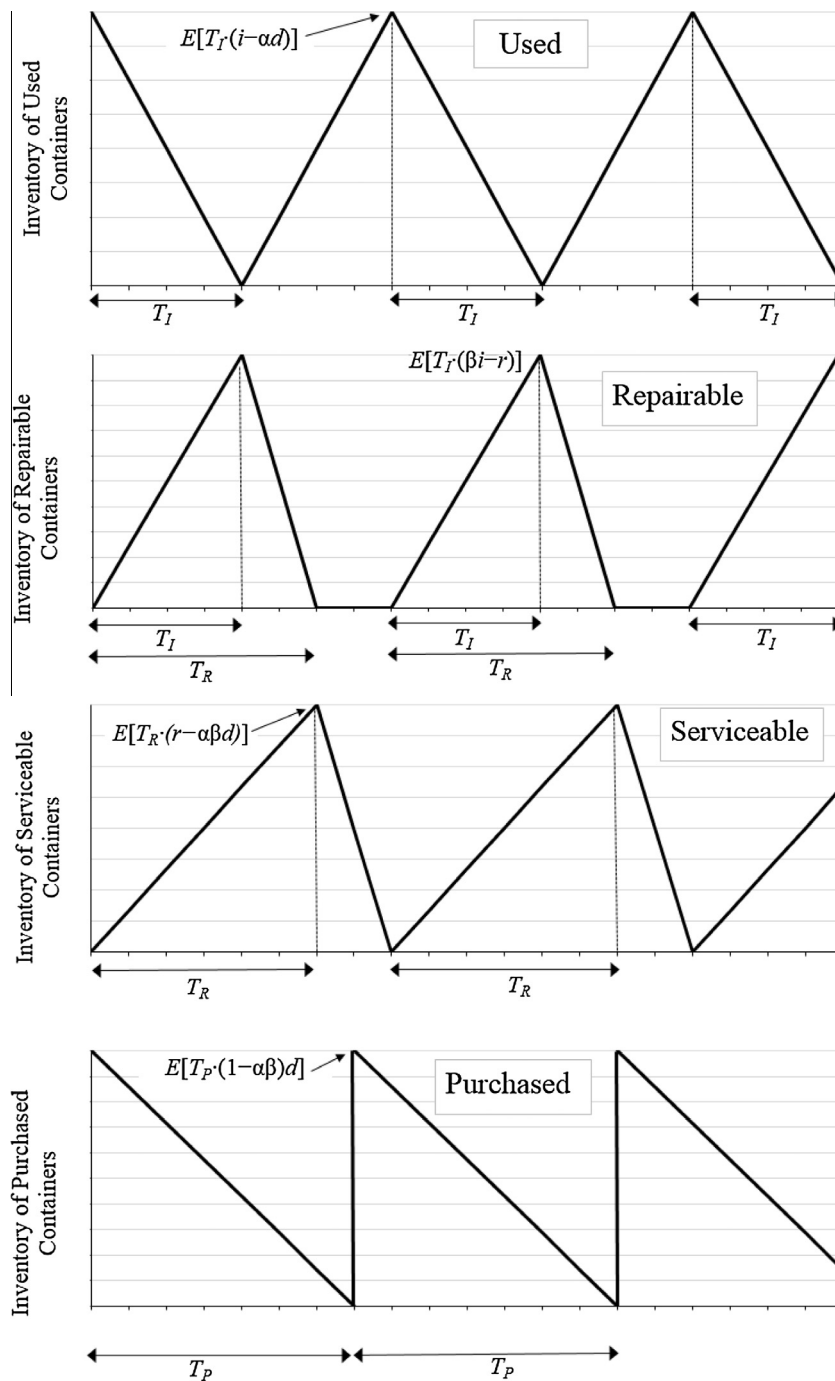 Inventory of Used
Containers
E[T_I·(i−αd)]
Used
T_I
T_I
T_I
Inventory of Repairable
Containers
E[T_I·(βi−r)]
Repairable
T_I
T_I
T_I
T_R
T_R
Inventory of Serviceable
Containers
E[T_R·(r−αβd)]
Serviceable
T_R
T_R
Inventory of Purchased
Containers
E[T_P·(1−αβ)d]
Purchased
T_P
T_P